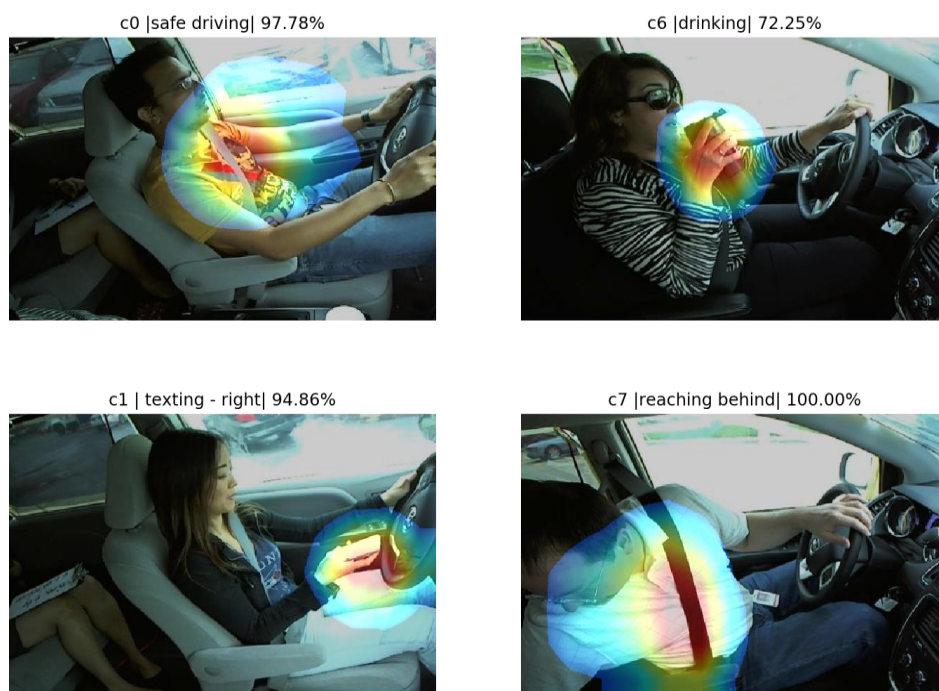 c0 |safe driving| 97.78%
c6 |drinking| 72.25%
c1 | texting - right| 94.86%
c7 |reaching behind| 100.00%